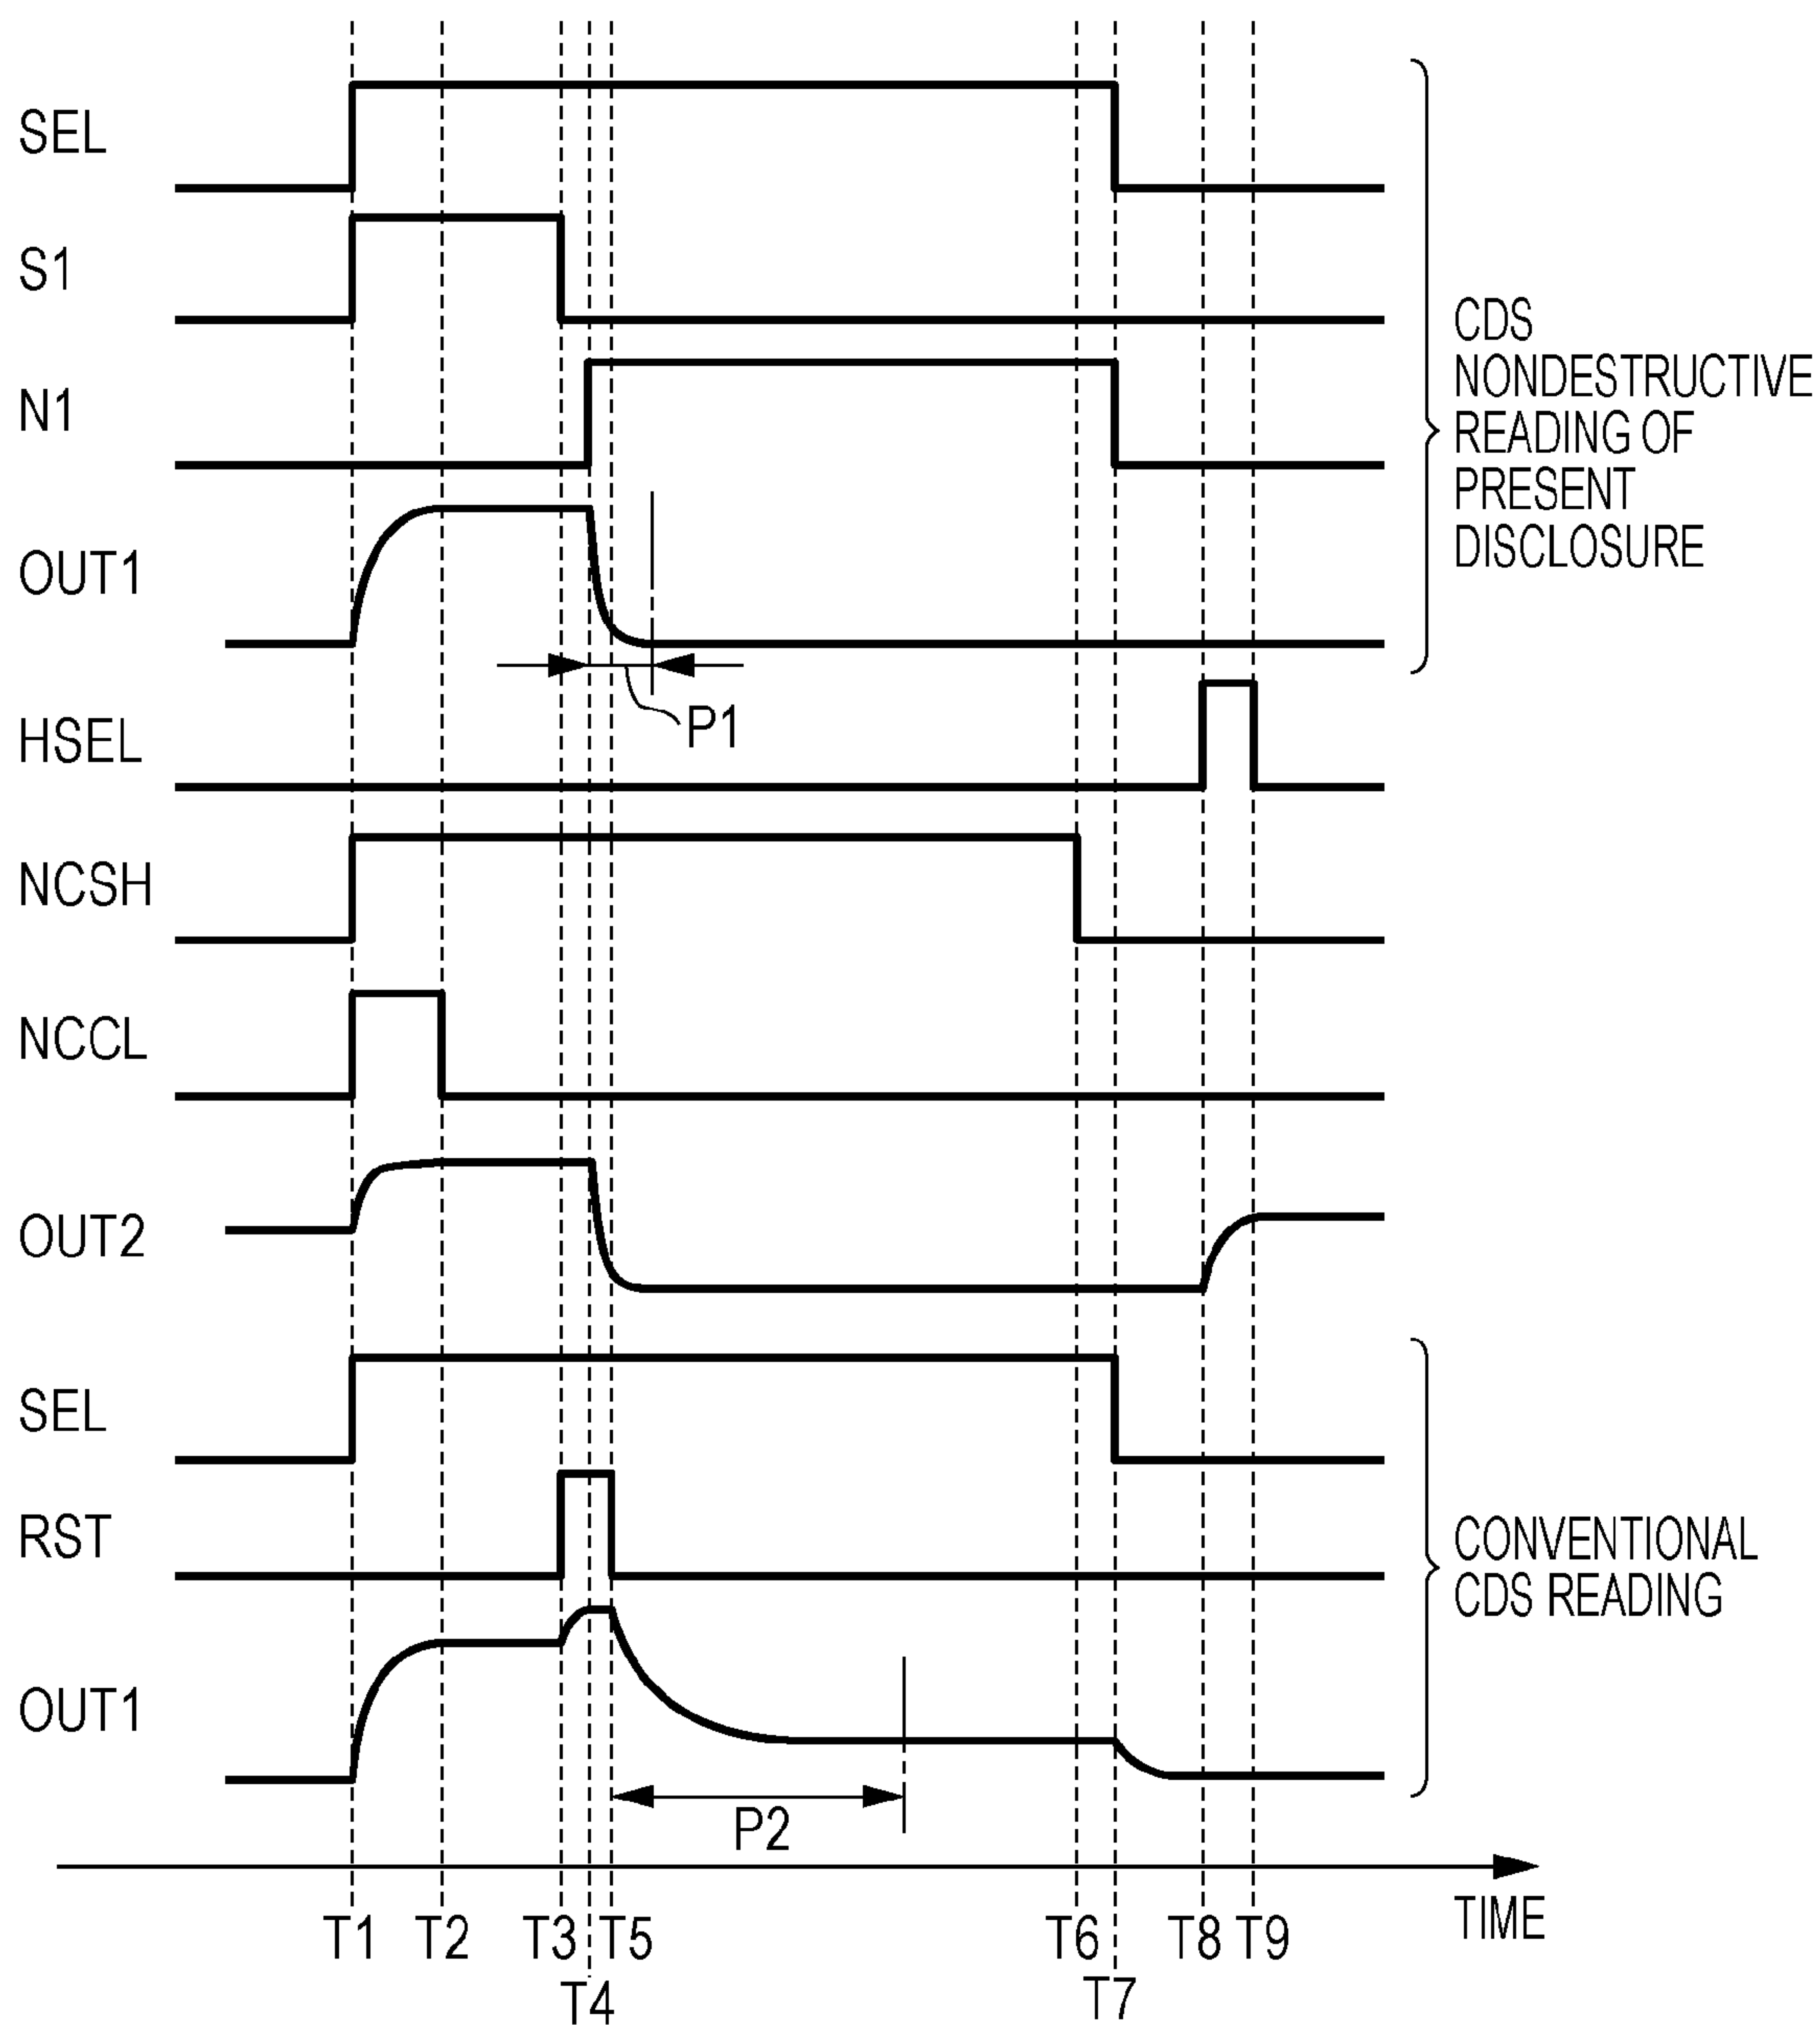 SEL
S1
N1
OUT1
P1
CDS
NONDESTRUCTIVE
READING OF
PRESENT
DISCLOSURE
HSEL
NCSH
NCCL
OUT2
SEL
RST
OUT1
P2
CONVENTIONAL
CDS READING
T1 T2 T3 T5 T6 T8 T9 TIME
T4 T7